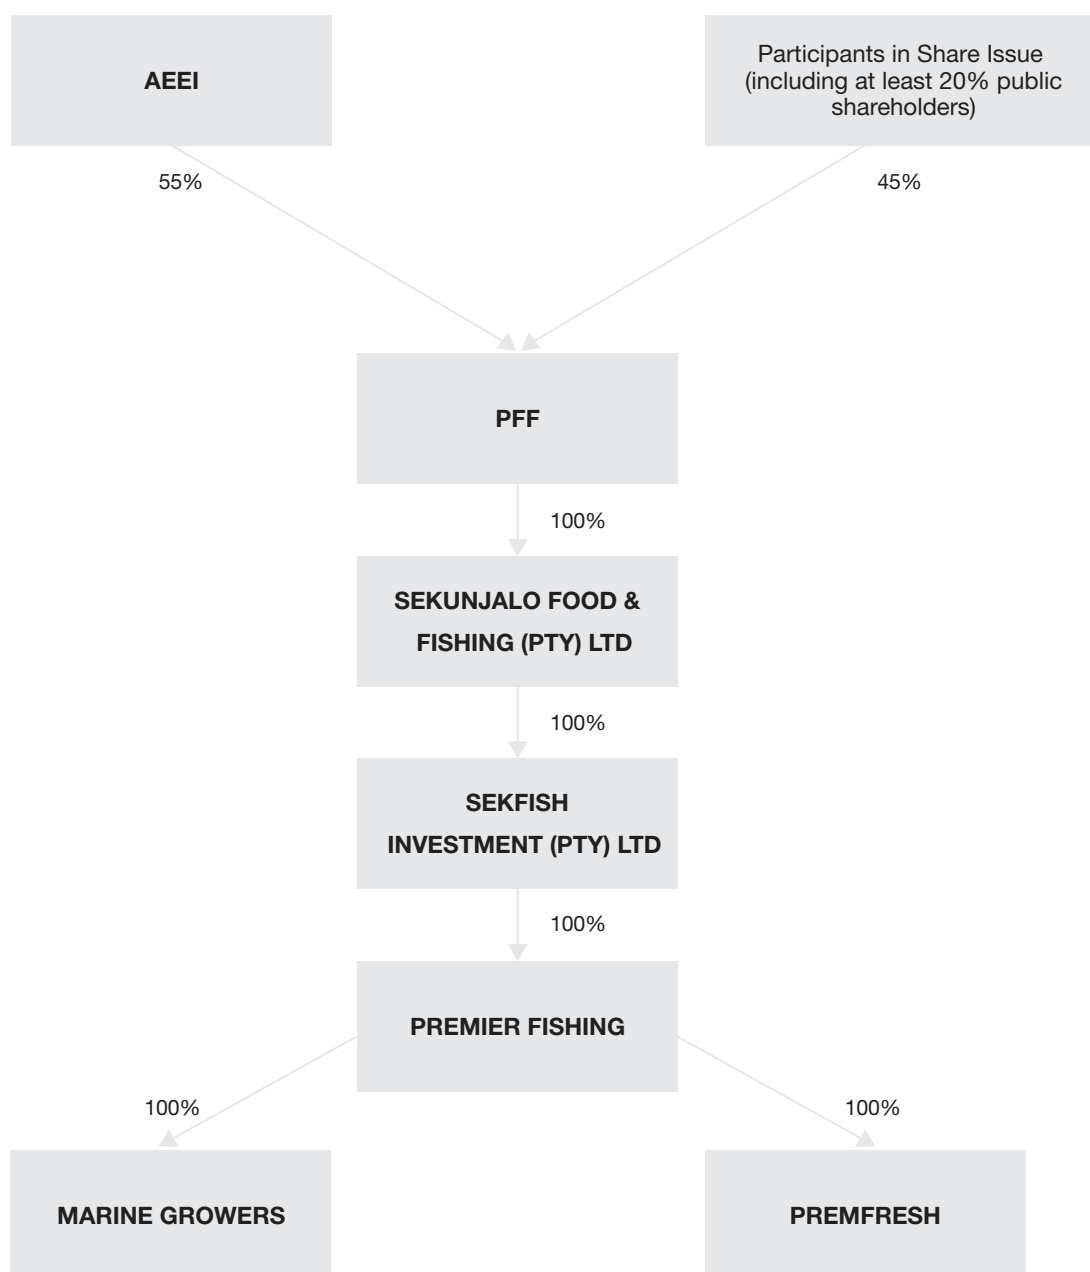 AEEI
Participants in Share Issue
(including at least 20% public
shareholders)
55%
45%
PFF
100%
SEKUNJALO FOOD &
FISHING (PTY) LTD
100%
SEKFISH
INVESTMENT (PTY) LTD
100%
PREMIER FISHING
100%
100%
MARINE GROWERS
PREMFRESH